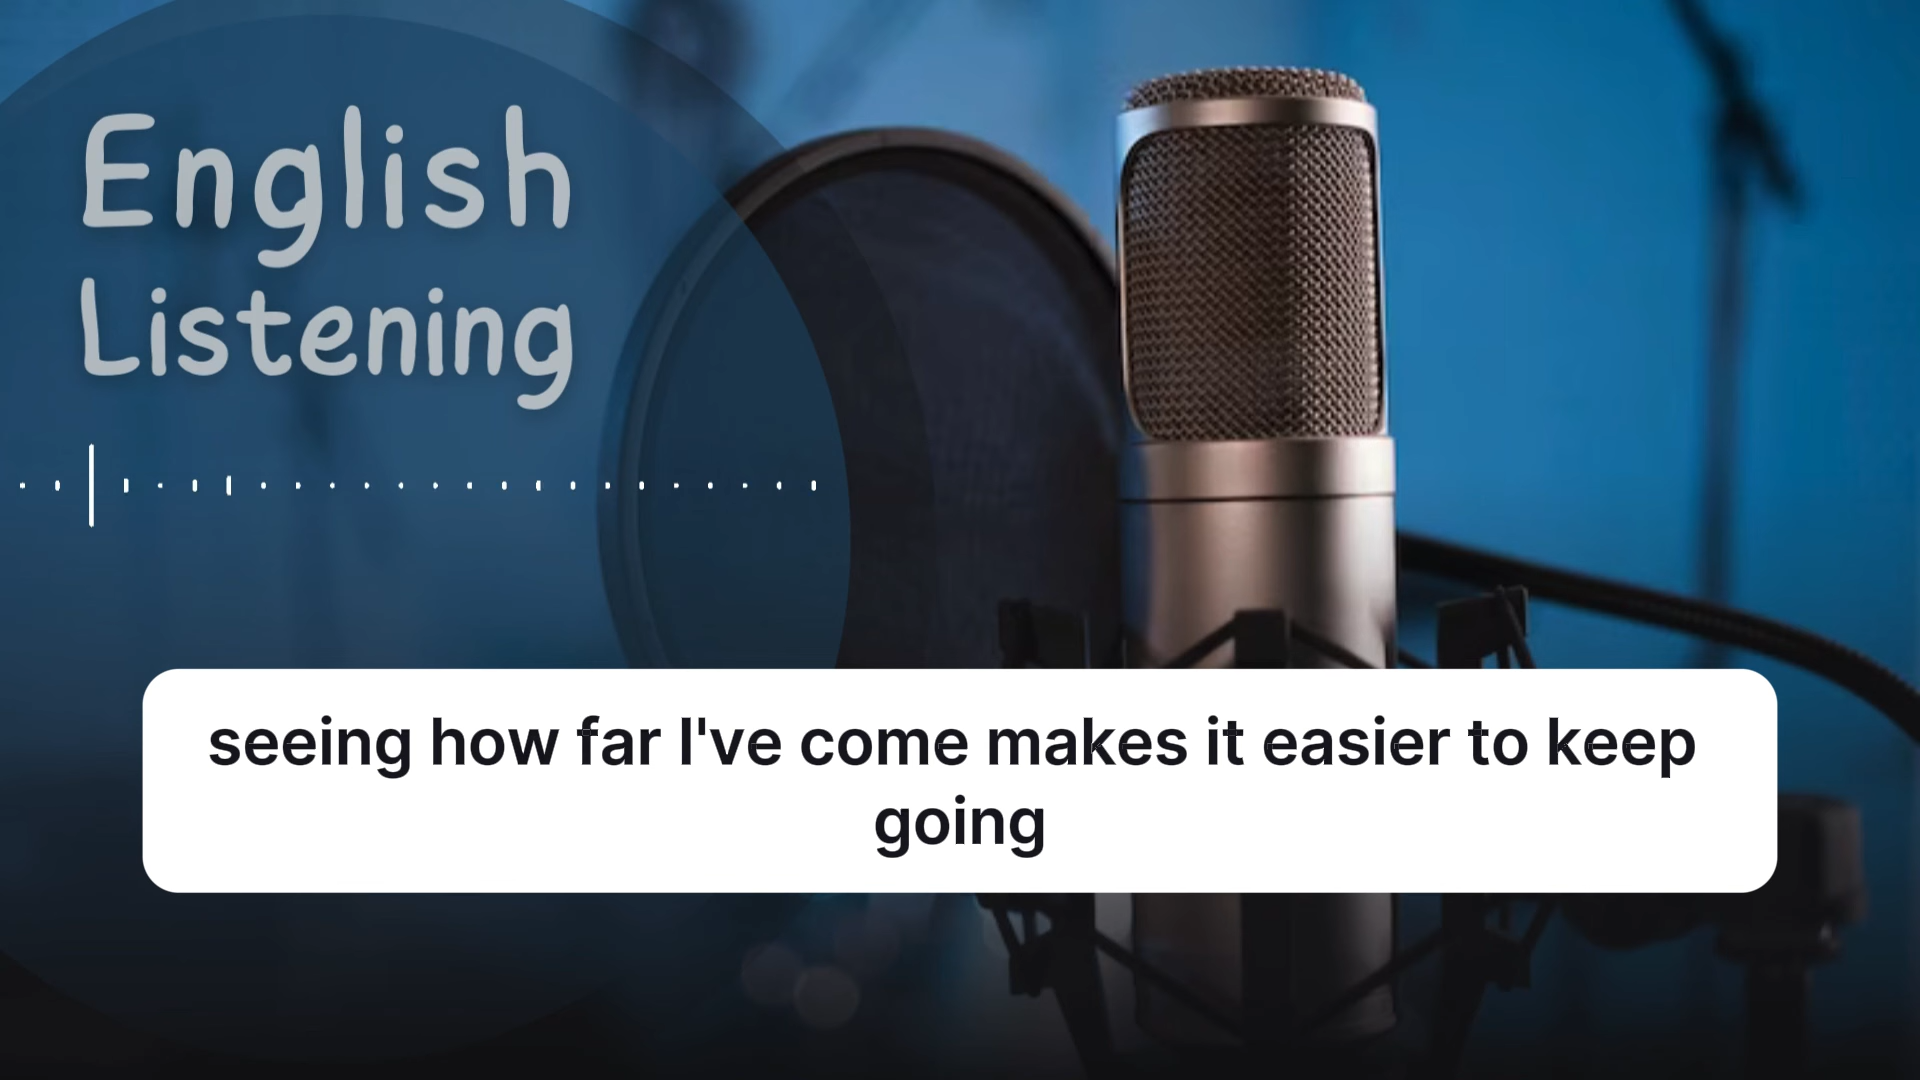 English
Listening
seeing how far I've come makes it easier to keep
going